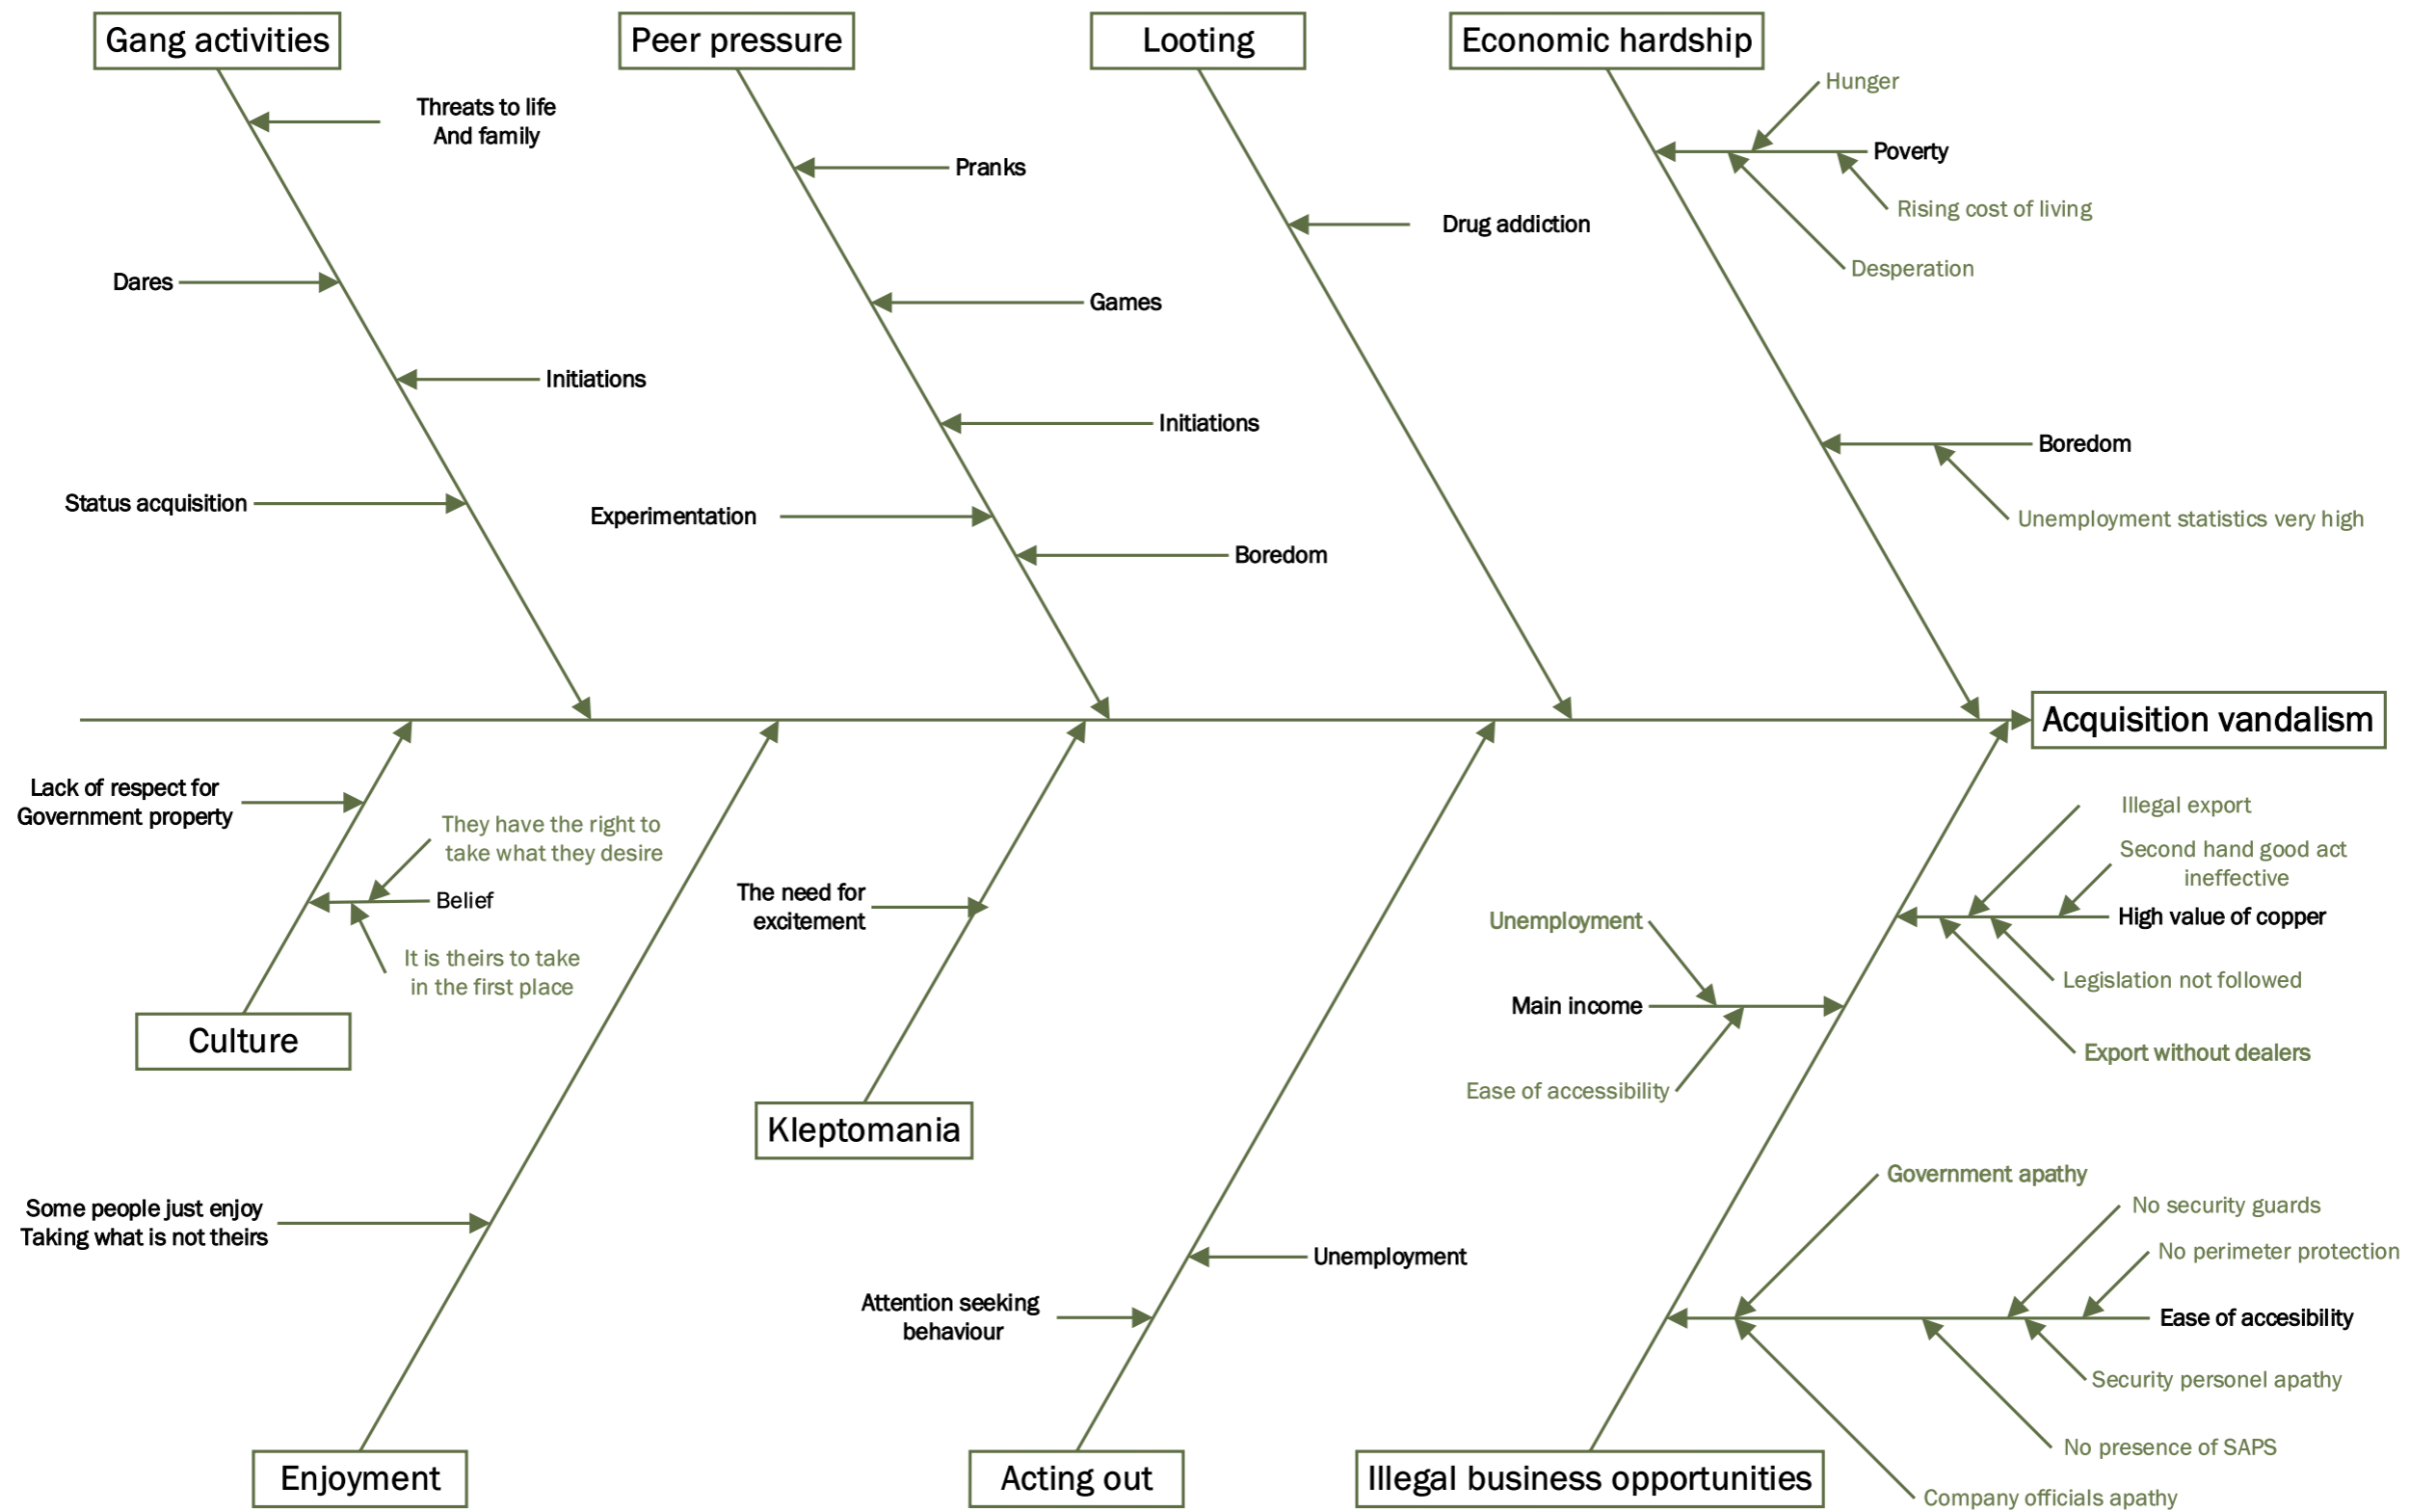 Gang activities
Peer pressure
Looting
Economic hardship
Hunger
Threats to life
And family
Poverty
Pranks
Rising cost of living
Drug addiction
Desperation
Dares
Games
Initiations
Initiations
Boredom
Status acquisition
Experimentation
Unemployment statistics very high
Boredom
Acquisition vandalism
Lack of respect for
Government property
They have the right to
take what they desire
Belief
It is theirs to take
in the first place
Culture
The need for
excitement
Kleptomania
Illegal export
Second hand good act
ineffective
High value of copper
Legislation not followed
Export without dealers
Unemployment
Main income
Ease of accessibility
Some people just enjoy
Taking what is not theirs
Enjoyment
Unemployment
Attention seeking
behaviour
Acting out
Government apathy
No security guards
No perimeter protection
Ease of accesibility
Security personel apathy
No presence of SAPS
Company officials apathy
Illegal business opportunities